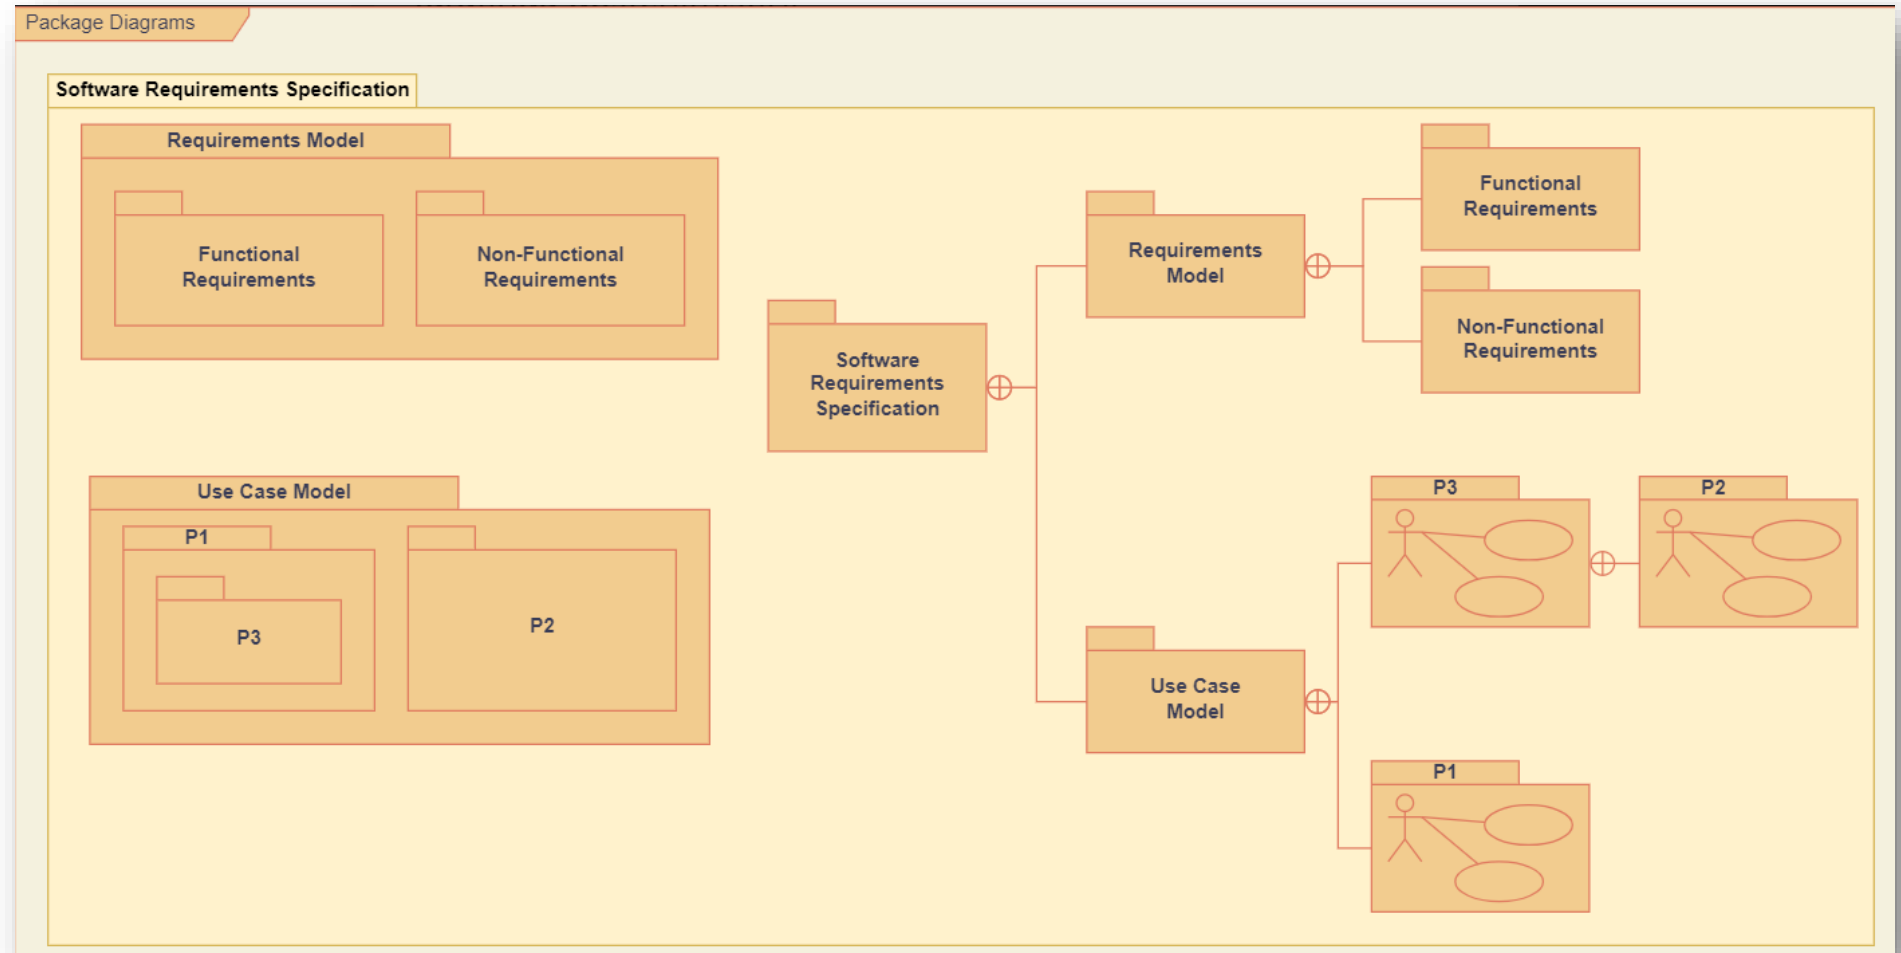 Package Diagrams
Software Requirements Specification
Requirements Model
Functional
Requirements
Non-Functional
Requirements
Use Case Model
P1
P3
P2
Software
Requirements
Specification
Requirements
Model
Functional
Requirements
Non-Functional
Requirements
Use Case
Model
P3
P2
P1